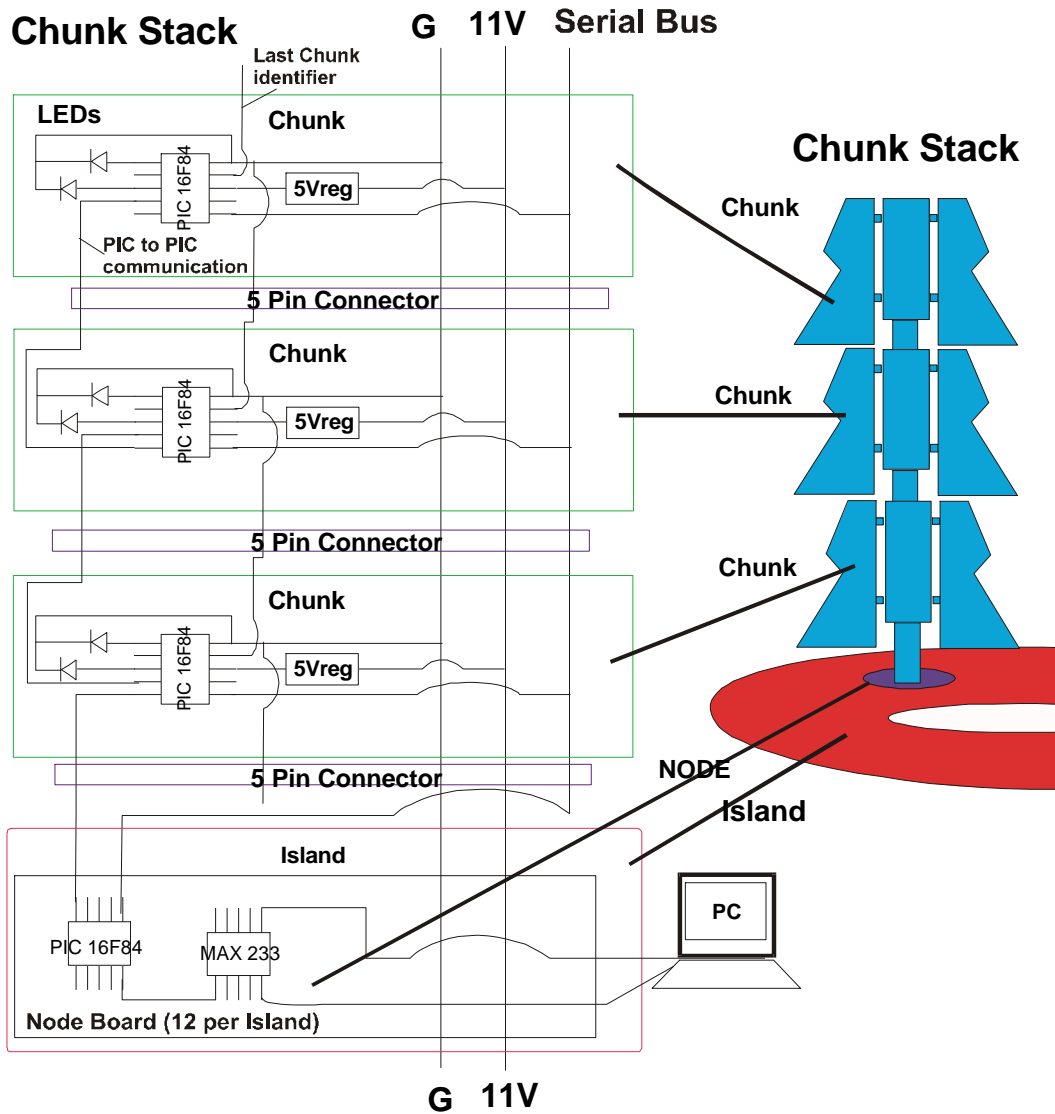 Chunk Stack
G
11V
Serial Bus
Last Chunk
identifier
LEDs
Chunk
PIC 16F84
5Vreg
PIC to PIC
communication
5 Pin Connector
Chunk
PIC 16F84
5Vreg
5 Pin Connector
Chunk
PIC 16F84
5Vreg
5 Pin Connector
Island
PIC 16F84
MAX 233
Node Board (12 per Island)
G
11V
Chunk Stack
Chunk
Chunk
Chunk
NODE
Island
PC